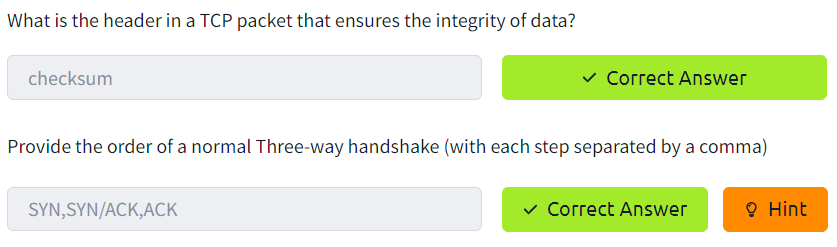 What is the header in a TCP packet that ensures the integrity of data?
checksum
Correct Answer
Provide the order of a normal Three-way handshake (with each step separated by a comma)
SYN,SYN/ACK,ACK
Correct Answer
Hint